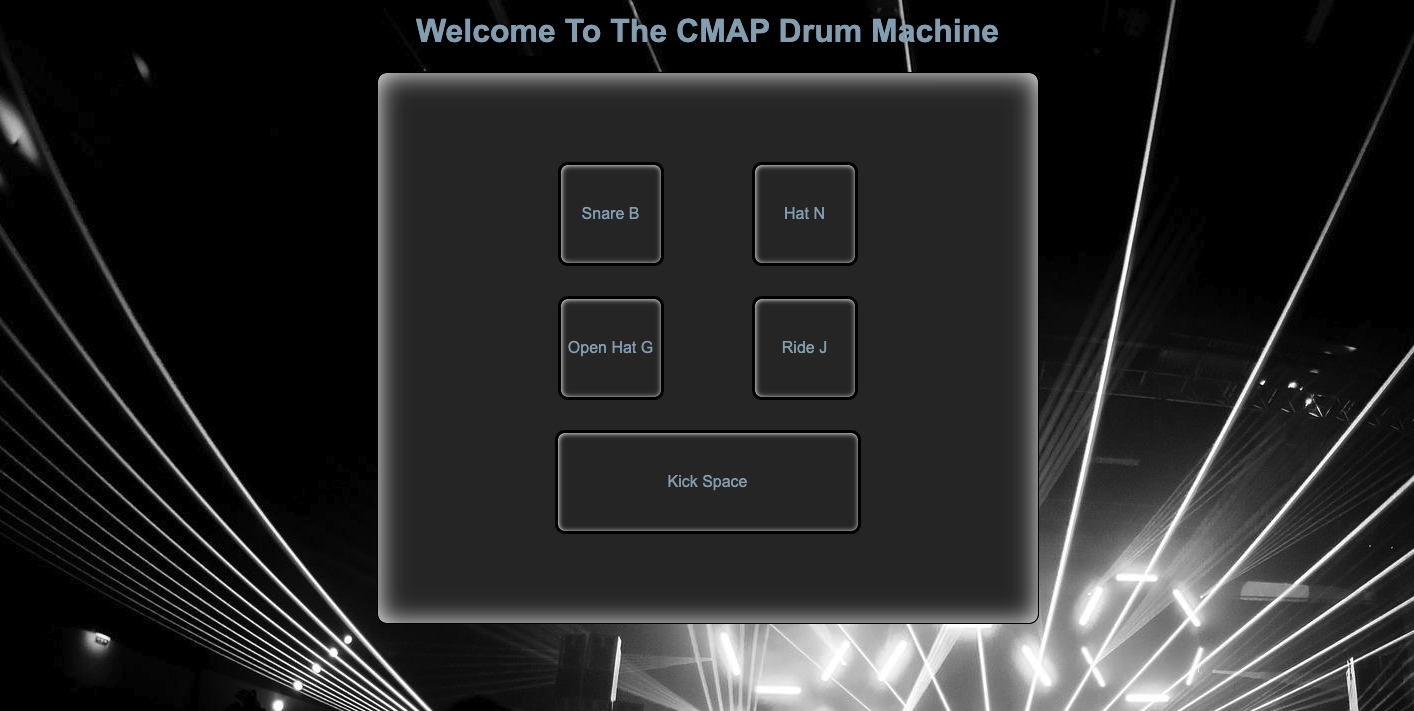 Welcome To The CMAP Drum Machine
Snare B
Hat N
Open Hat G
Ride J
Kick Space